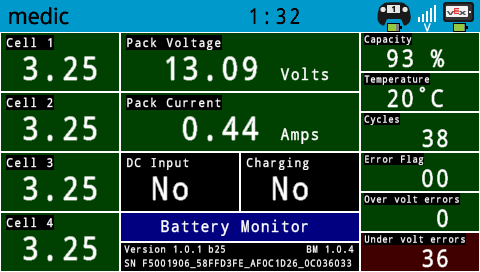 medic 1:32
1
V
VEX
Cell 1
3.25
Cell 2
3.25
Cell 3
3.25
Cell 4
3.25
Pack Voltage
13.09 Volts
Pack Current
0.44 Amps
DC Input
No
Charging
No
Battery Monitor
Version 1.0.1 b25 BM 1.0.4
SN F5001906_58FFD3FE_AF0C1D26_0C036033
Capacity
93 %
Temperature
20°C
Cycles
38
Error Flag
00
Over volt errors
0
Under volt errors
36